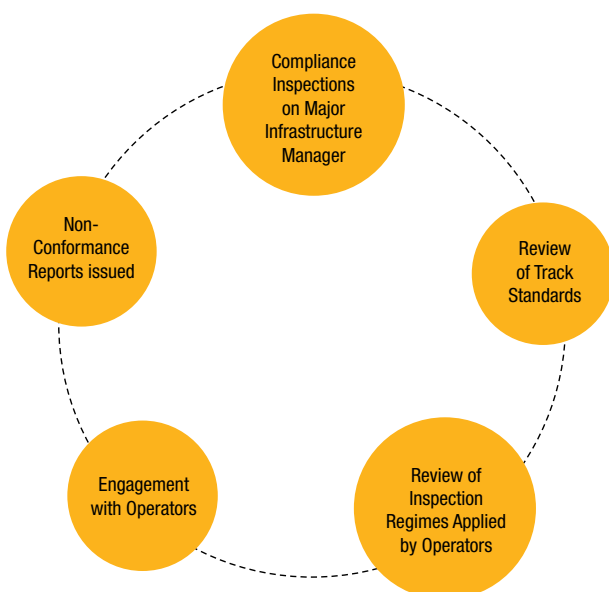 Compliance
Inspections
on Major
Infrastructure
Manager
Review
of Track
Standards
Review of
Inspection
Regimes Applied
by Operators
Engagement
with Operators
Non-
Conformance
Reports issued